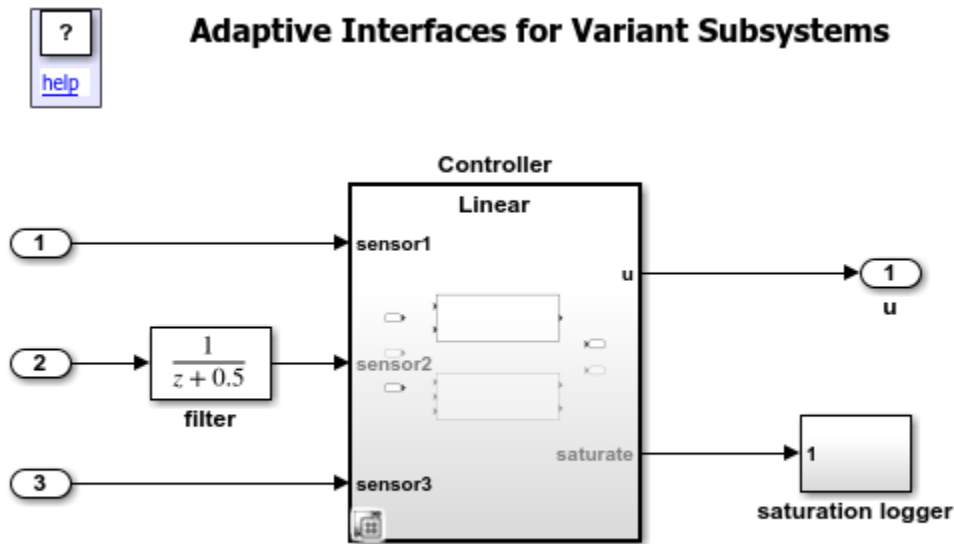 ?
help
Adaptive Interfaces for Variant Subsystems
Controller
Linear
1
sensor1
u
1
u
2
1
z + 0.5
filter
sensor2
saturate
1
saturation logger
3
sensor3